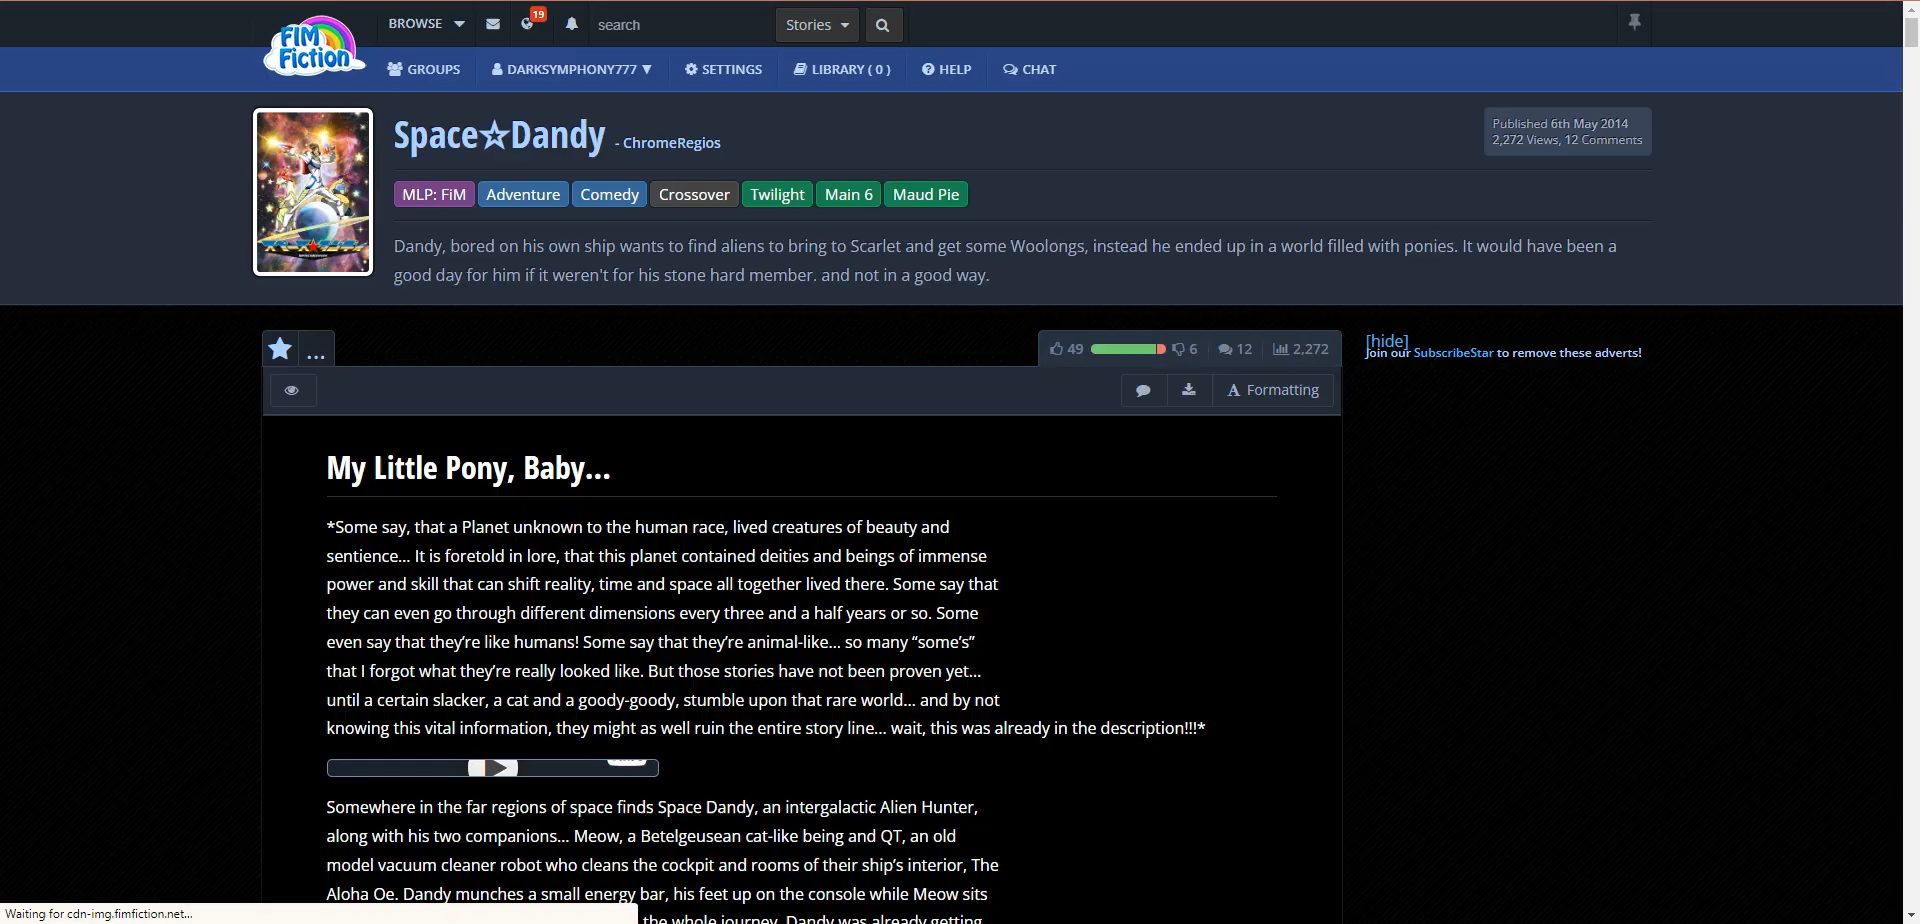 FIM Fiction
BROWSE
19
search
Stories
GROUPS
DARKSYMPHONY777 ▼
SETTINGS
LIBRARY ( 0 )
HELP
CHAT
Space☆Dandy - ChromeRegios
Published 6th May 2014
2,272 Views, 12 Comments
MLP: FiM Adventure Comedy Crossover Twilight Main 6 Maud Pie
Dandy, bored on his own ship wants to find aliens to bring to Scarlet and get some Woolongs, instead he ended up in a world filled with ponies. It would have been a
good day for him if it weren't for his stone hard member. and not in a good way.
...
49 6 12 2,272
[hide]
Join our SubscribeStar to remove these adverts!
A Formatting
My Little Pony, Baby...
*Some say, that a Planet unknown to the human race, lived creatures of beauty and
sentience... It is foretold in lore, that this planet contained deities and beings of immense
power and skill that can shift reality, time and space all together lived there. Some say that
they can even go through different dimensions every three and a half years or so. Some
even say that they’re like humans! Some say that they’re animal-like... so many “some’s”
that I forgot what they’re really looked like. But those stories have not been proven yet...
until a certain slacker, a cat and a goody-goody, stumble upon that rare world... and by not
knowing this vital information, they might as well ruin the entire story line... wait, this was already in the description!!!*
Somewhere in the far regions of space finds Space Dandy, an intergalactic Alien Hunter,
along with his two companions... Meow, a Betelgeusean cat-like being and QT, an old
model vacuum cleaner robot who cleans the cockpit and rooms of their ship’s interior, The
Aloha Oe. Dandy munches a small energy bar, his feet up on the console while Meow sits
the whole journey. Dandy was already getting
Waiting for cdn-img.fimfiction.net...